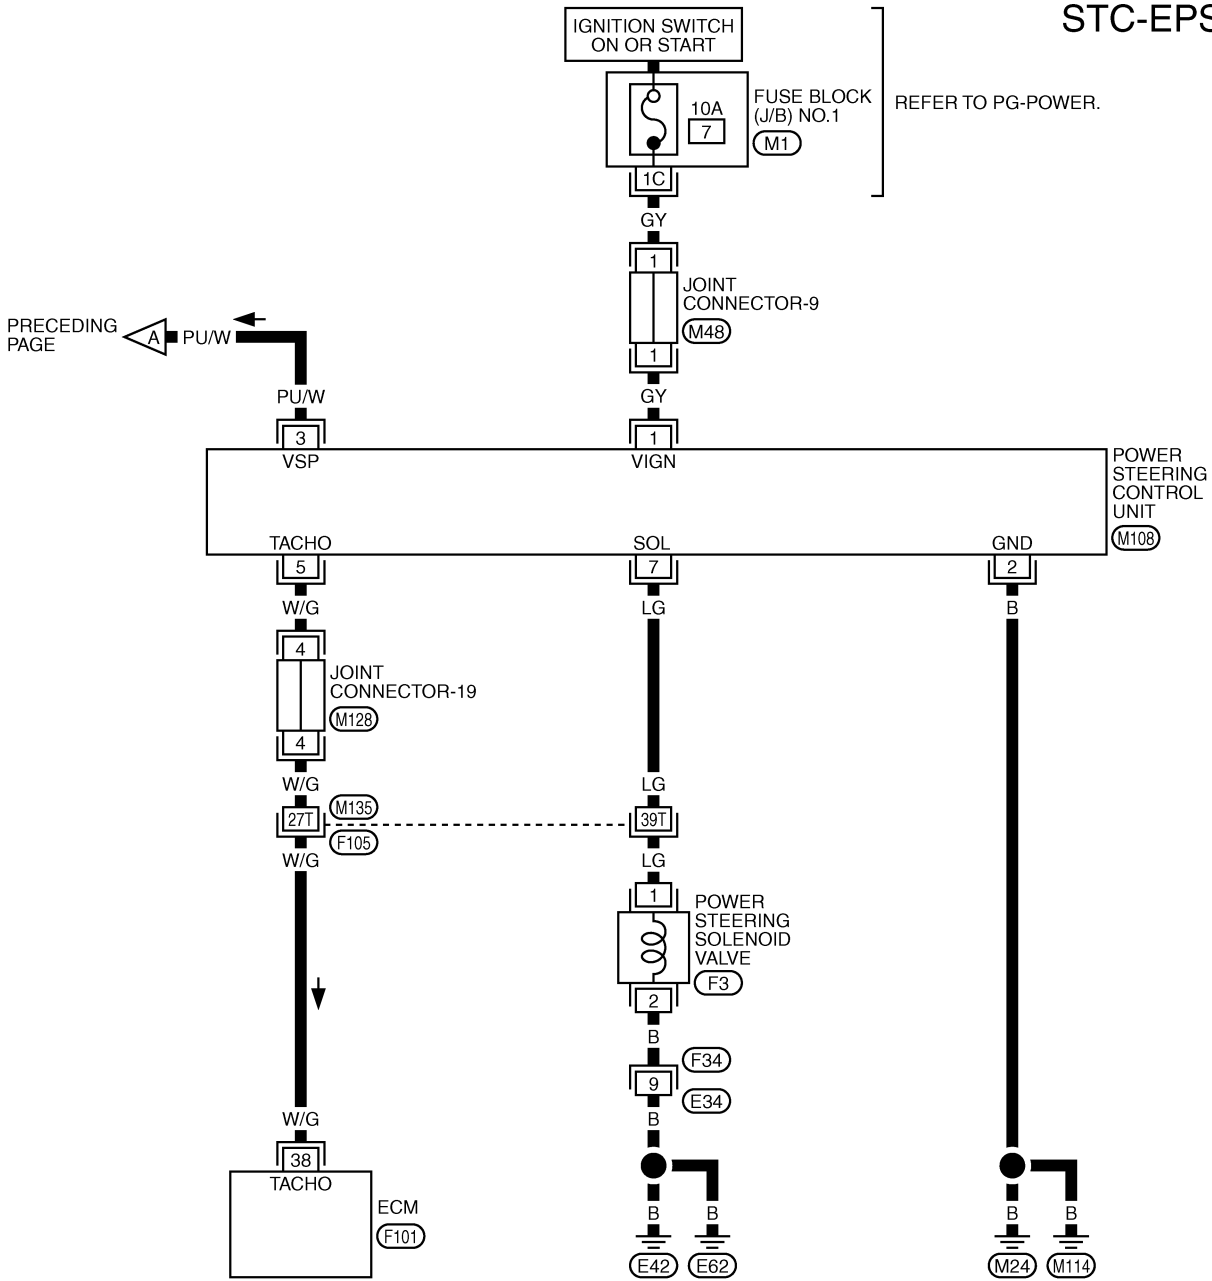 STC-EPS
IGNITION SWITCH
ON OR START
10A
7
FUSE BLOCK
(J/B) NO.1
M1
REFER TO PG-POWER.
1C
GY
1
JOINT
CONNECTOR-9
M48
1
GY
PRECEDING
PAGE
A
PU/W
PU/W
3
1
VSP
VIGN
POWER
STEERING
CONTROL
UNIT
M108
TACHO
SOL
GND
5
7
2
W/G
LG
B
4
JOINT
CONNECTOR-19
M128
4
W/G
LG
M135
27T
39T
F105
W/G
LG
1
POWER
STEERING
SOLENOID
VALVE
F3
2
B
F34
9
E34
W/G
B
38
TACHO
ECM
F101
B
B
B
B
E42
E62
M24
M114